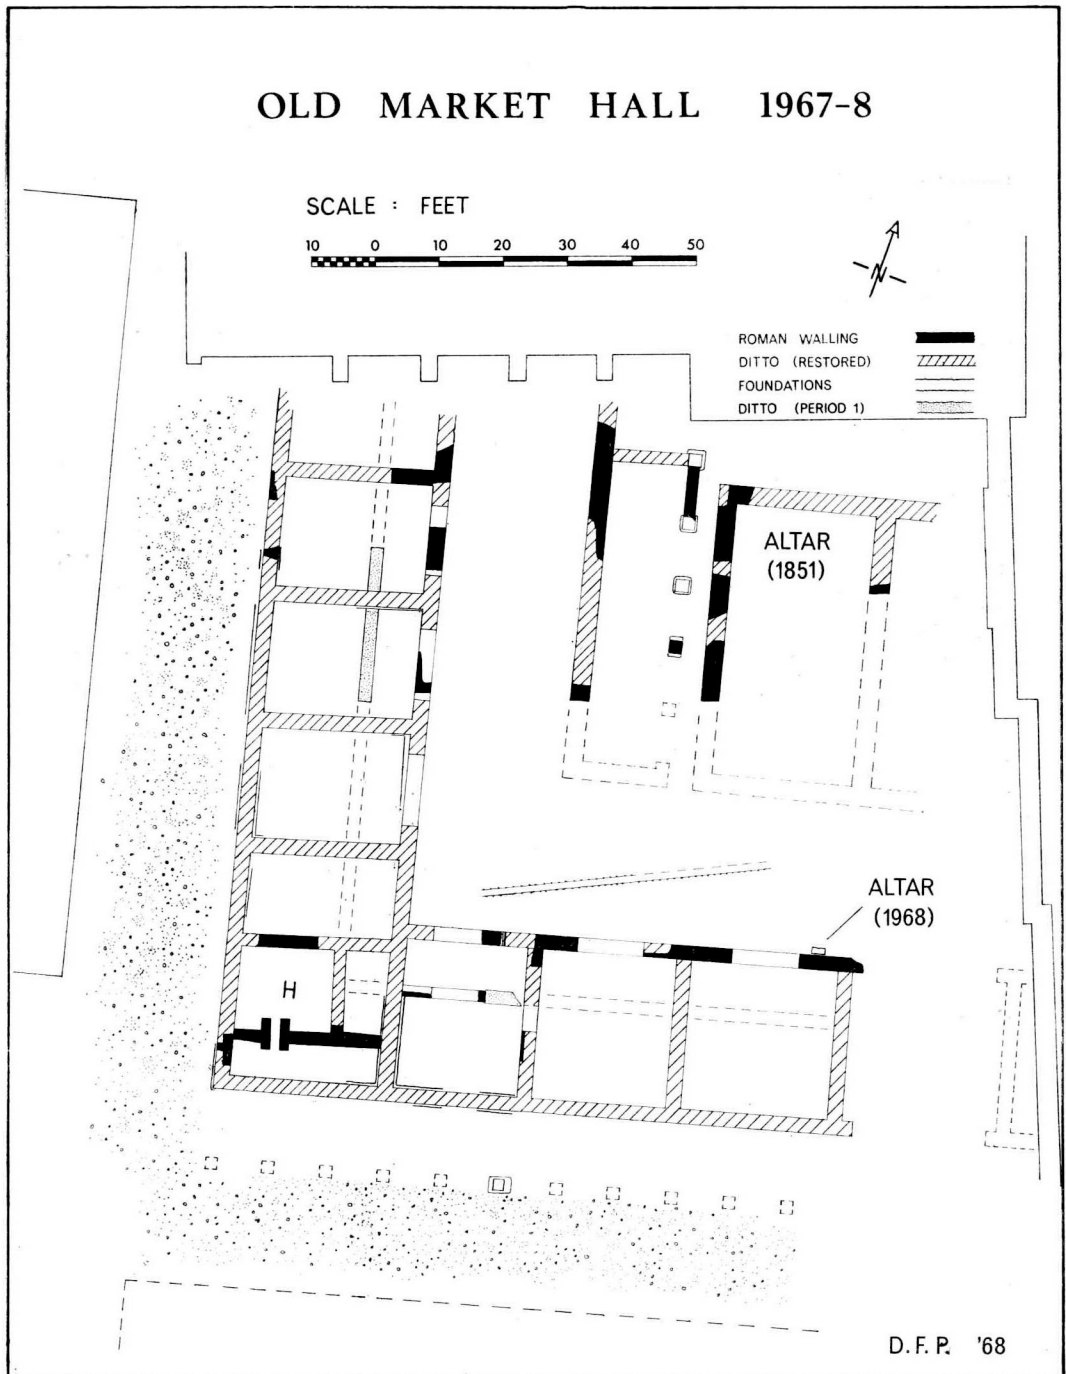 OLD MARKET HALL 1967-8
SCALE : FEET
10 0 10 20 30 40 50
N
ROMAN WALLING
DITTO (RESTORED)
FOUNDATIONS
DITTO (PERIOD 1)
ALTAR
(1851)
ALTAR
(1968)
H
D.F.P. '68